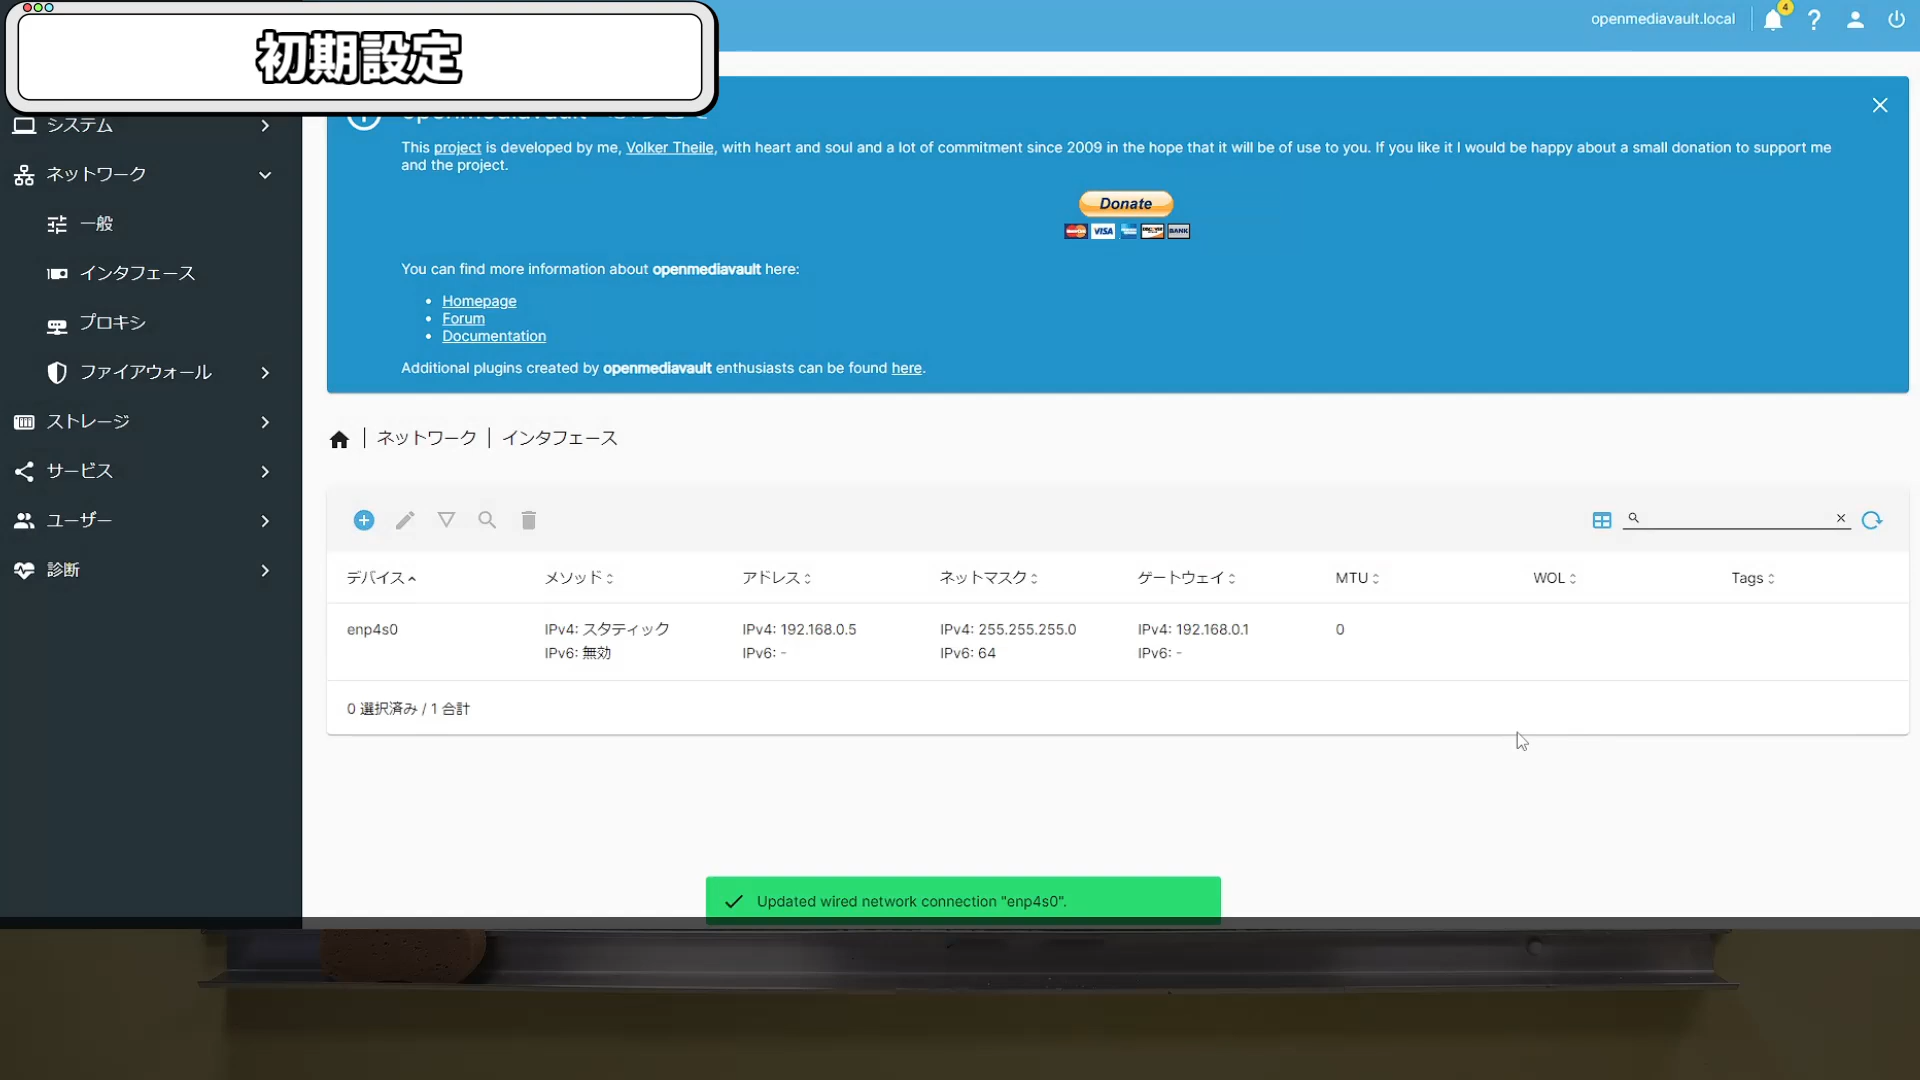 初期設定
openmediavault.local
4
システム
ネットワーク
一般
インタフェース
プロキシ
ファイアウォール
ストレージ
サービス
ユーザー
診断
This project is developed by me, Volker Theile, with heart and soul and a lot of commitment since 2009 in the hope that it will be of use to you. If you like it I would be happy about a small donation to support me
and the project.
Donate
VISA
BANK
You can find more information about openmediavault here:
Homepage
Forum
Documentation
Additional plugins created by openmediavault enthusiasts can be found here.
ネットワーク | インタフェース
デバイス メソッド アドレス ネットマスク ゲートウェイ MTU WOL Tags
enp4s0 IPv4: スタティック IPv4: 192.168.0.5 IPv4: 255.255.255.0 IPv4: 192.168.0.1 0
IPv6: 無効 IPv6: - IPv6: 64 IPv6: -
0 選択済み / 1 合計
Updated wired network connection "enp4s0".